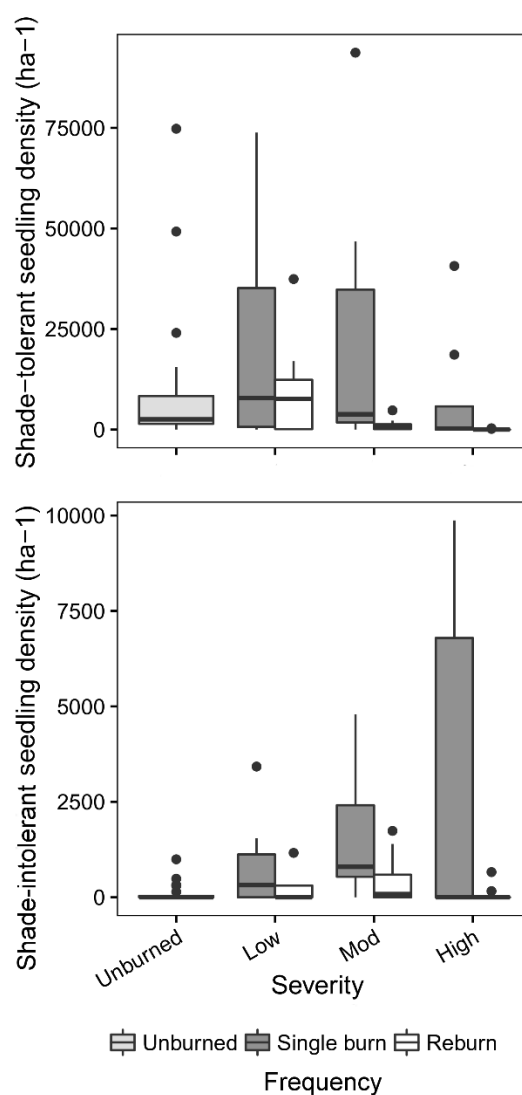 Shade-tolerant seedling density (ha-1)
75000
50000
25000
0
Shade-intolerant seedling density (ha-1)
10000
7500
5000
2500
0
Unburned
Low
Mod
High
Severity
Unburned Single burn Reburn
Frequency